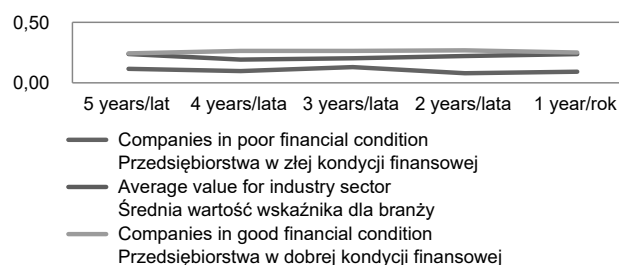 0,50
0,00
5 years/lat 4 years/lata 3 years/lata 2 years/lata 1 year/rok
Companies in poor financial condition
Przedsiębiorstwa w złej kondycji finansowej
Average value for industry sector
Średnia wartość wskaźnika dla branży
Companies in good financial condition
Przedsiębiorstwa w dobrej kondycji finansowej